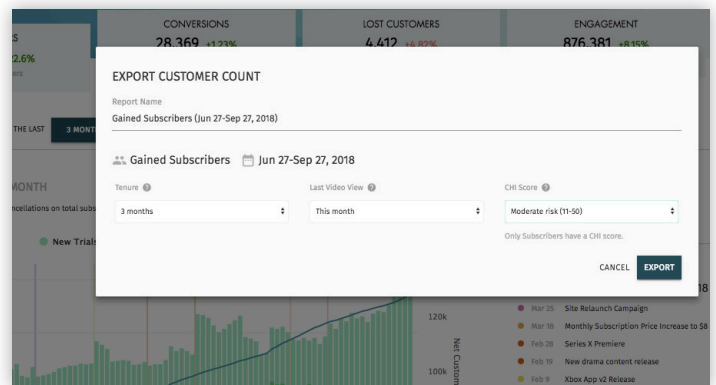 CONVERSIONS
LOST CUSTOMERS
ENGAGEMENT
28,369 +1.23%
4,412 +4.82%
876,381 +8.15%
22.6%
EXPORT CUSTOMER COUNT
Report Name
Gained Subscribers (Jun 27-Sep 27, 2018)
THE LAST
3 MONT
Gained Subscribers
Jun 27-Sep 27, 2018
MONTH
Tenure
Last Video View
CHI Score
ncellations on total subs
3 months
This month
Moderate risk (11-50)
Only Subscribers have a CHI score.
New Trials
CANCEL
EXPORT
18
Mar 25 Site Relaunch Campaign
120k
Mar 18 Monthly Subscription Price Increase to $8
Feb 28 Series X Premiere
Net Custom
Feb 19 New drama content release
100k
Feb 9 Xbox App v2 Release